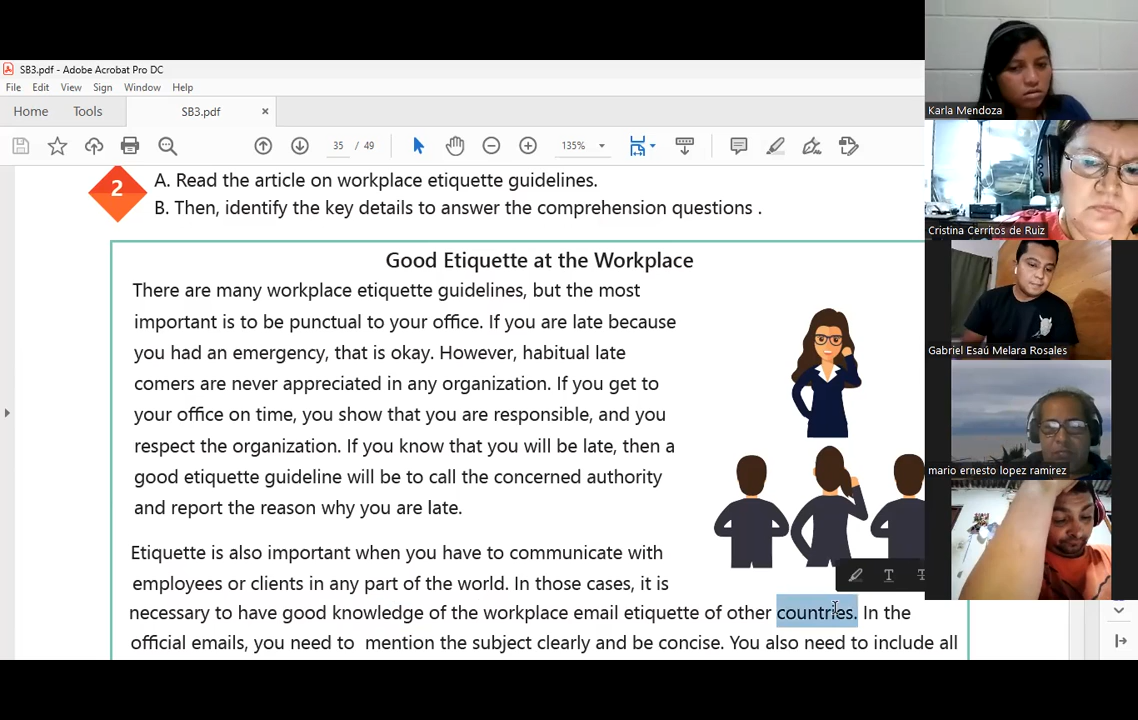 SB3.pdf - Adobe Acrobat Pro DC
File Edit View Sign Window Help
Home Tools SB3.pdf ×
35 / 49 135%
2
A. Read the article on workplace etiquette guidelines.
B. Then, identify the key details to answer the comprehension questions .
Good Etiquette at the Workplace
There are many workplace etiquette guidelines, but the most
important is to be punctual to your office. If you are late because
you had an emergency, that is okay. However, habitual late
comers are never appreciated in any organization. If you get to
your office on time, you show that you are responsible, and you
respect the organization. If you know that you will be late, then a
good etiquette guideline will be to call the concerned authority
and report the reason why you are late.
Etiquette is also important when you have to communicate with
employees or clients in any part of the world. In those cases, it is
necessary to have good knowledge of the workplace email etiquette of other countries. In the
official emails, you need to mention the subject clearly and be concise. You also need to include all
Karla Mendoza
Cristina Cerritos de Ruiz
Gabriel Esaú Melara Rosales
mario ernesto lopez ramirez